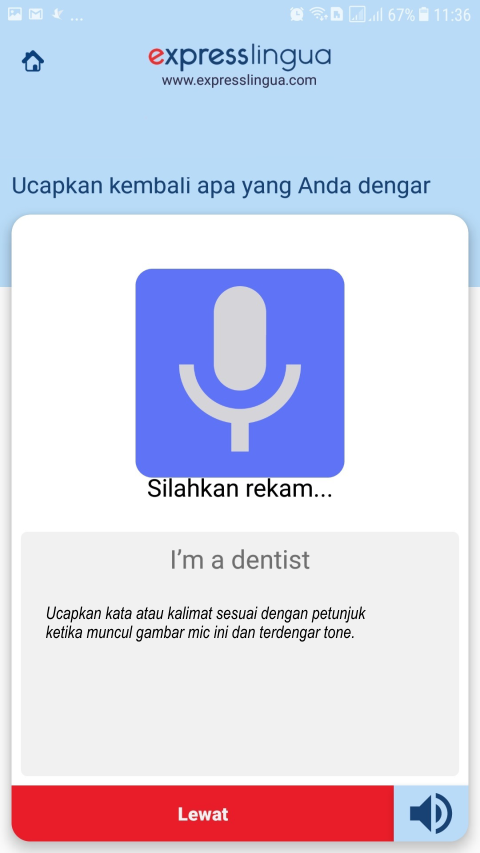 ... 67% 11:36
expresslingua
www.expresslingua.com
Ucapkan kembali apa yang Anda dengar
Silahkan rekam...
I'm a dentist
Ucapkan kata atau kalimat sesuai dengan petunjuk
ketika muncul gambar mic ini dan terdengar tone.
Lewat